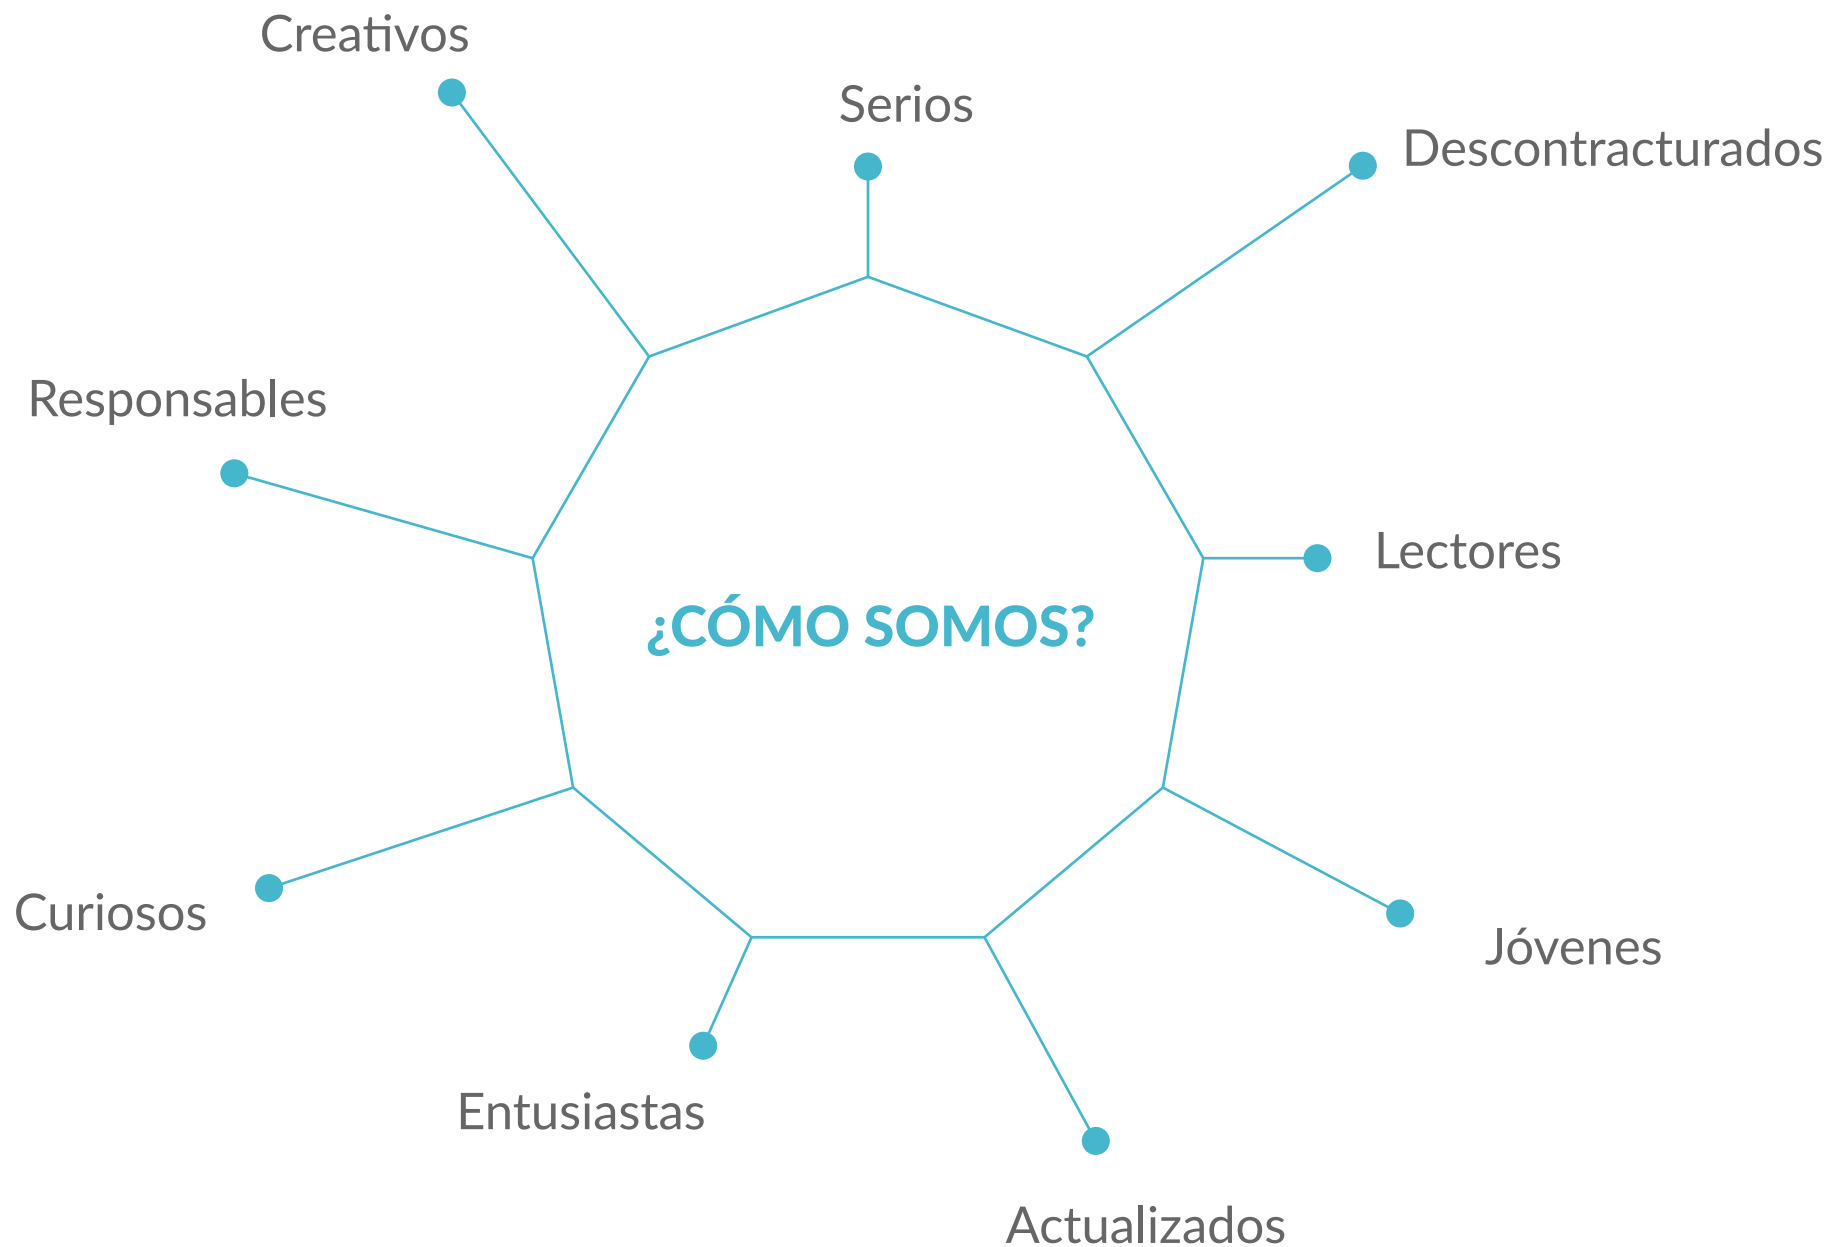 Creativos
Serios
Descontracturados
Responsables
Lectores
¿CÓMO SOMOS?
Curiosos
Jóvenes
Entusiastas
Actualizados